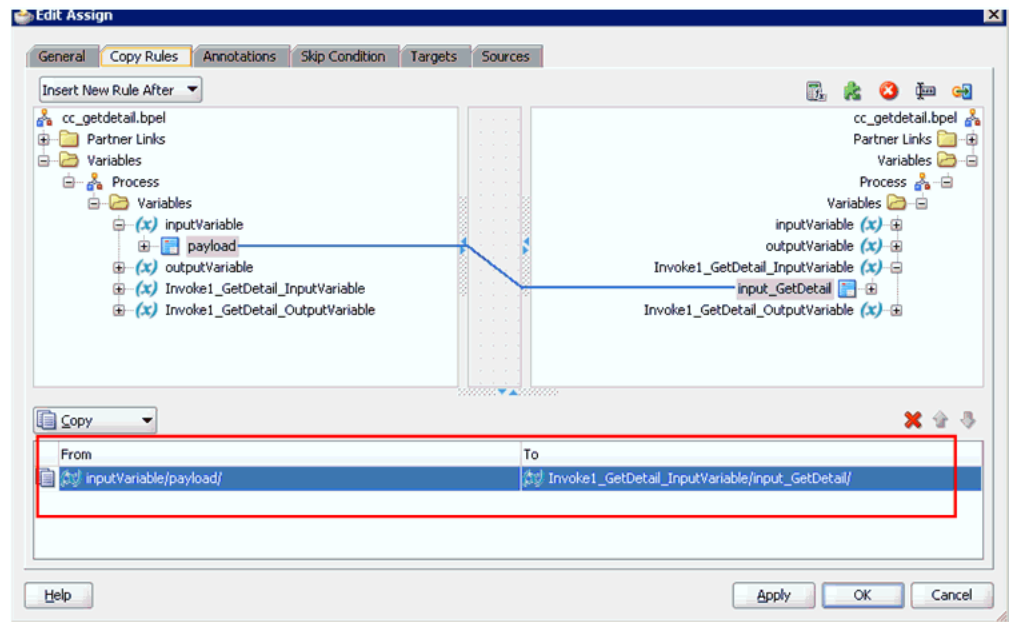 Edit Assign
General Copy Rules Annotations Skip Condition Targets Sources
Insert New Rule After
cc_getdetail.bpel
Partner Links
Variables
Process
Variables
(x) inputVariable
payload
(x) outputVariable
(x) Invoke1_GetDetail_InputVariable
(x) Invoke1_GetDetail_OutputVariable
cc_getdetail.bpel
Partner Links
Variables
Process
Variables
inputVariable (x)
outputVariable (x)
Invoke1_GetDetail_InputVariable (x)
input_GetDetail
Invoke1_GetDetail_OutputVariable (x)
Copy
From To
inputVariable/payload/ Invoke1_GetDetail_InputVariable/input_GetDetail/
Help Apply OK Cancel